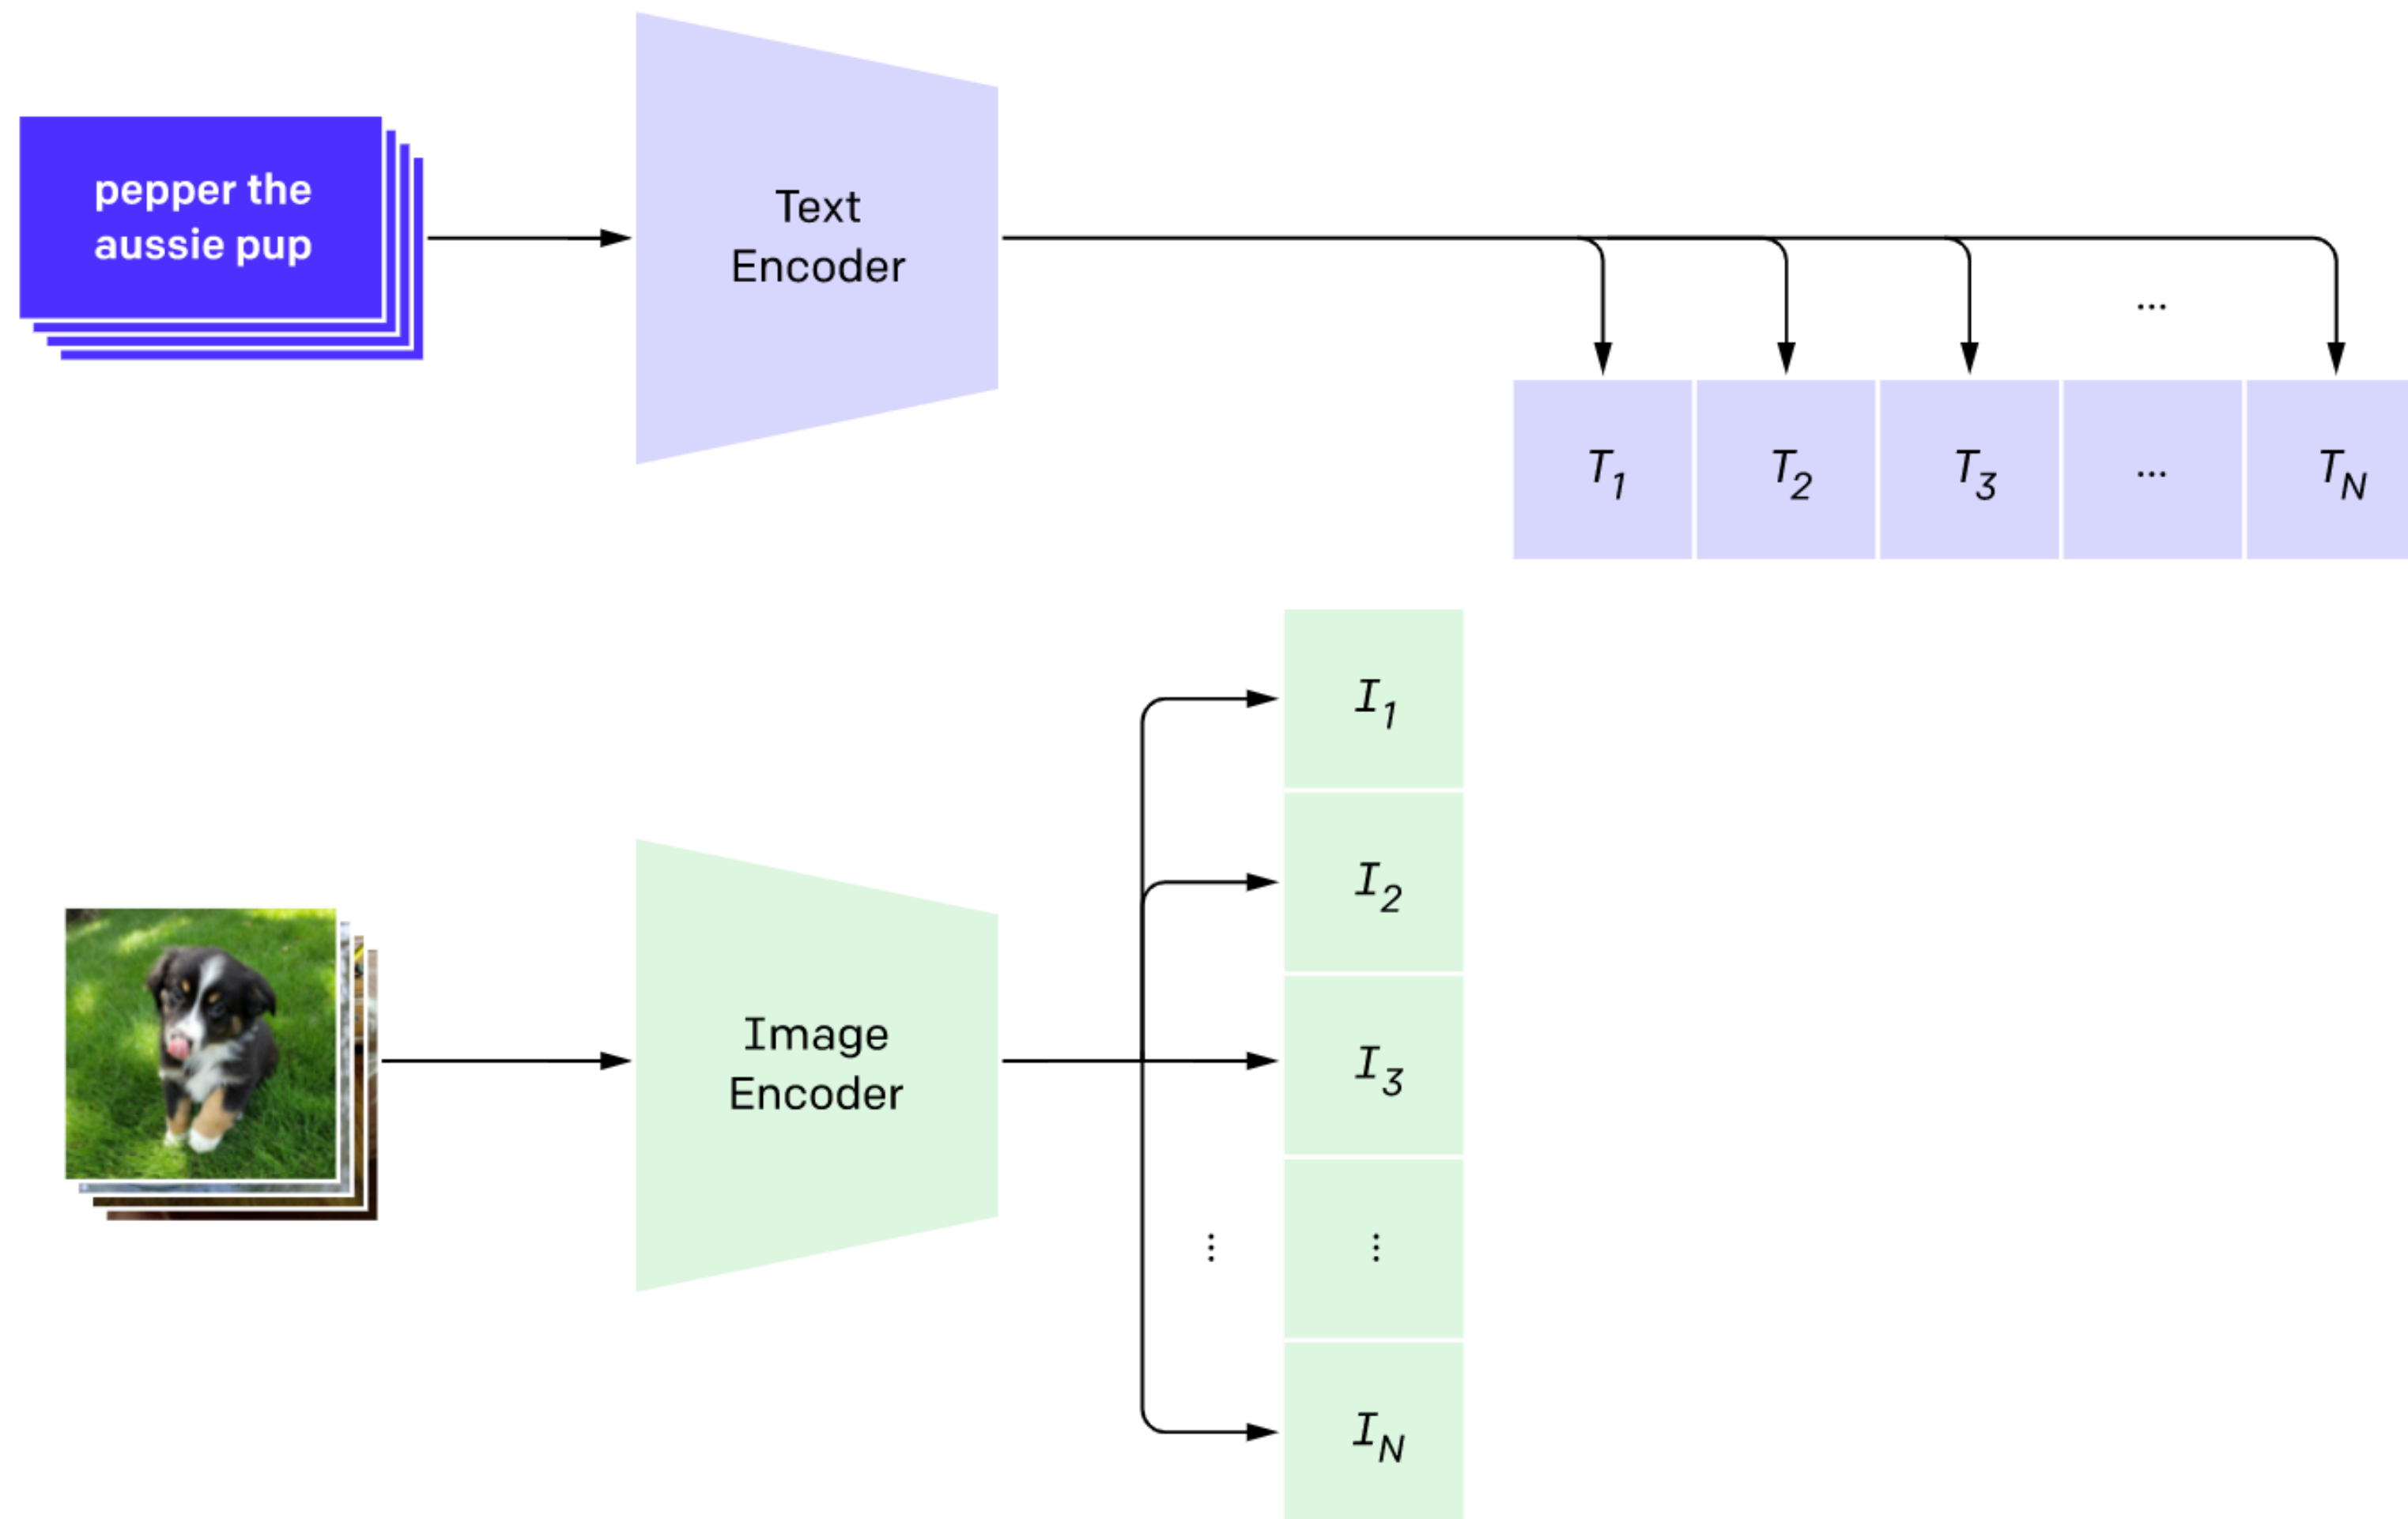 pepper the
aussie pup
Text
Encoder
...
T1 T2 T3 ... TN
I1
I2
Image
Encoder
I3
⋮ ⋮
IN